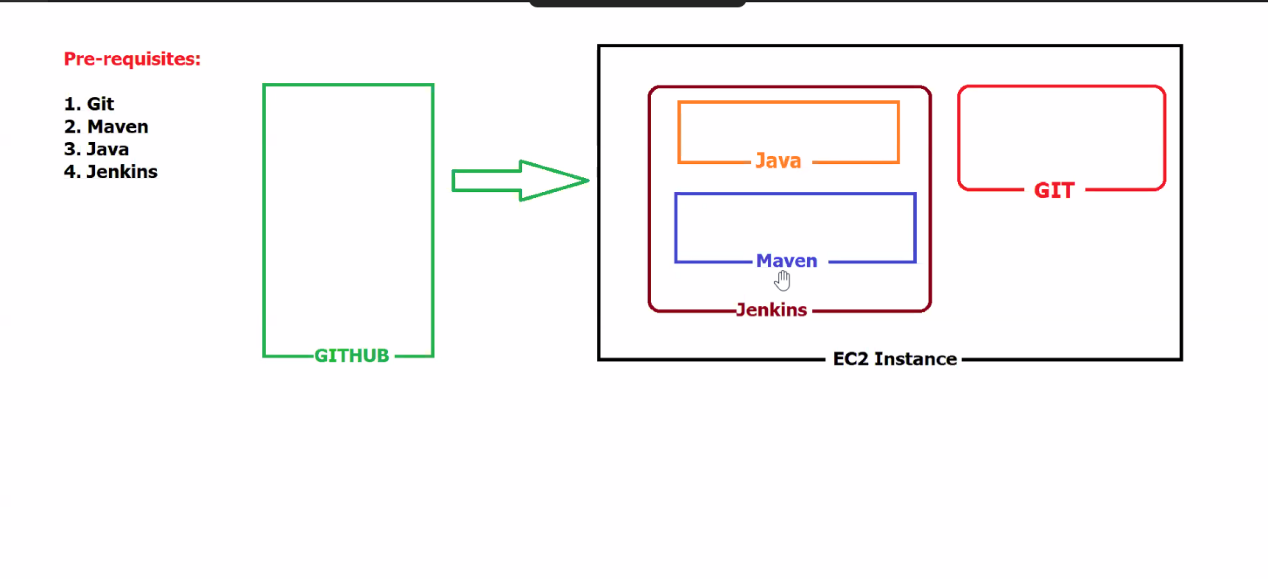 Pre-requisites:
1. Git
2. Maven
3. Java
4. Jenkins
GITHUB
Java
Maven
Jenkins
GIT
EC2 Instance